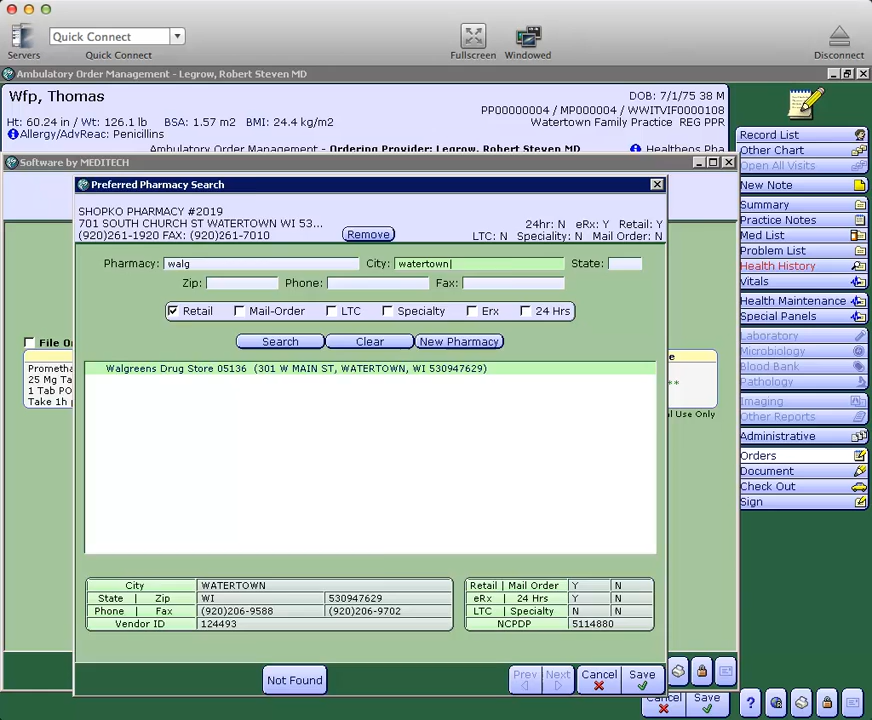 Servers
Quick Connect
Quick Connect
Fullscreen
Windowed
Disconnect
Ambulatory Order Management - Legrow, Robert Steven MD
Wfp, Thomas
DOB: 7/1/75 38 M
PP00000004 / MP000004 / WWITVIF0000108
Ht: 60.24 in / Wt: 126.1 lb BSA: 1.57 m2 BMI: 24.4 kg/m2
Watertown Family Practice REG PPR
Allergy/AdvReac: Penicillins
Ambulatory Order Management - Ordering Provider: Legrow, Robert Steven MD
Healtheos Pha
Software by MEDITECH
Preferred Pharmacy Search
SHOPKO PHARMACY #2019
701 SOUTH CHURCH ST WATERTOWN WI 53...
24hr: N eRx: Y Retail: Y
(920)261-1920 FAX: (920)261-7010
Remove
LTC: N Speciality: N Mail Order: N
Pharmacy: walg City: watertown State:
Zip: Phone: Fax:
Retail Mail-Order LTC Specialty Erx 24 Hrs
Search Clear New Pharmacy
Walgreens Drug Store 05136 (301 W MAIN ST, WATERTOWN, WI 530947629)
File Or
Prometha
25 Mg Ta
1 Tab PO
Take 1h p
e
**
l Use Only
City WATERTOWN
State | Zip WI 530947629
Phone | Fax (920)206-9588 (920)206-9702
Vendor ID 124493
Retail | Mail Order Y N
eRx | 24 Hrs Y N
LTC | Specialty N N
NCPDP 5114880
Not Found
Prev
Next
Cancel
Save
Cancel
Save
Record List
Other Chart
Open All Visits
New Note
Summary
Practice Notes
Med List
Problem List
Health History
Vitals
Health Maintenance
Special Panels
Laboratory
Microbiology
Blood Bank
Pathology
Imaging
Other Reports
Administrative
Orders
Document
Check Out
Sign